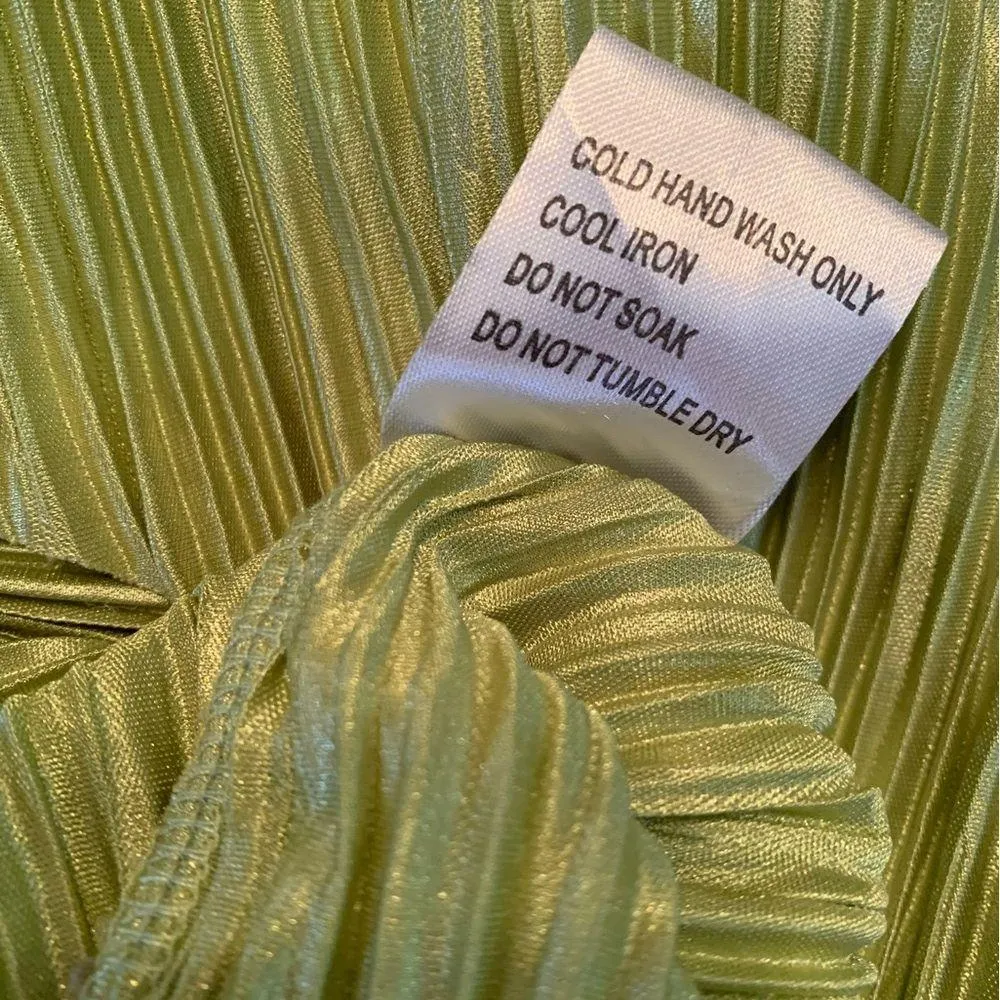 COLD HAND WASH ONLY
COOL IRON
DO NOT SOAK
DO NOT TUMBLE DRY